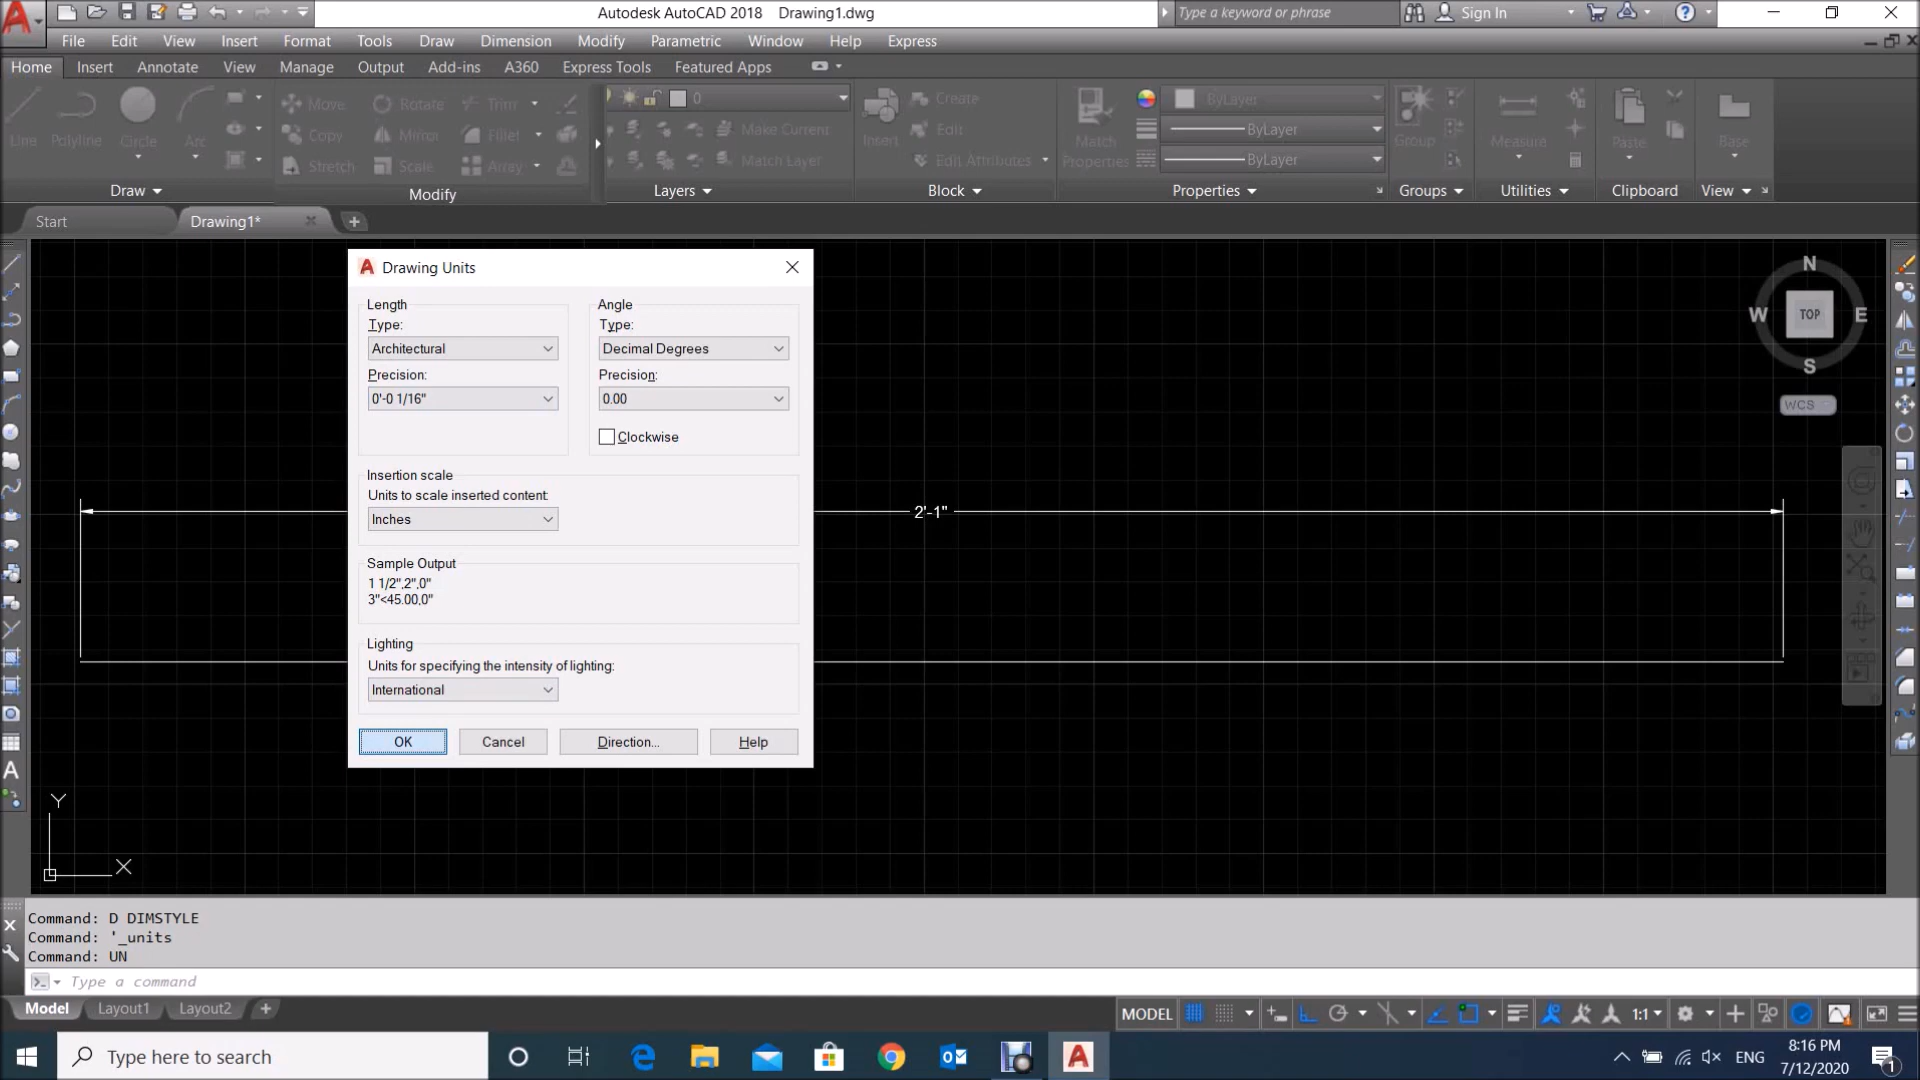 Autodesk AutoCAD 2018 Drawing1.dwg
Type a keyword or phrase
Sign In
File Edit View Insert Format Tools Draw Dimension Modify Parametric Window Help Express
Home Insert Annotate View Manage Output Add-ins A360 Express Tools Featured Apps
Line Polyline Circle Arc
Move Rotate Trim
Copy Mirror Fillet
Stretch Scale Array
0
Make Current
Match Layer
Insert
Create
Edit
Edit Attributes
Match Properties
ByLayer
ByLayer
ByLayer
Group
Measure
Paste
Base
Draw Modify Layers Block Properties Groups Utilities Clipboard View
Start Drawing1*
Drawing Units
Length
Type:
Architectural
Precision:
0'-0 1/16"
Angle
Type:
Decimal Degrees
Precision:
0.00
Clockwise
Insertion scale
Units to scale inserted content:
Inches
Sample Output
1 1/2",2",0"
3"<45.00,0"
Lighting
Units for specifying the intensity of lighting:
International
OK Cancel Direction... Help
2'-1"
N
W TOP E
S
WCS
Y
X
A
Command: D DIMSTYLE
Command: '_units
Command: UN
Type a command
Model Layout1 Layout2
MODEL
1:1
Type here to search
ENG
8:16 PM
7/12/2020
1